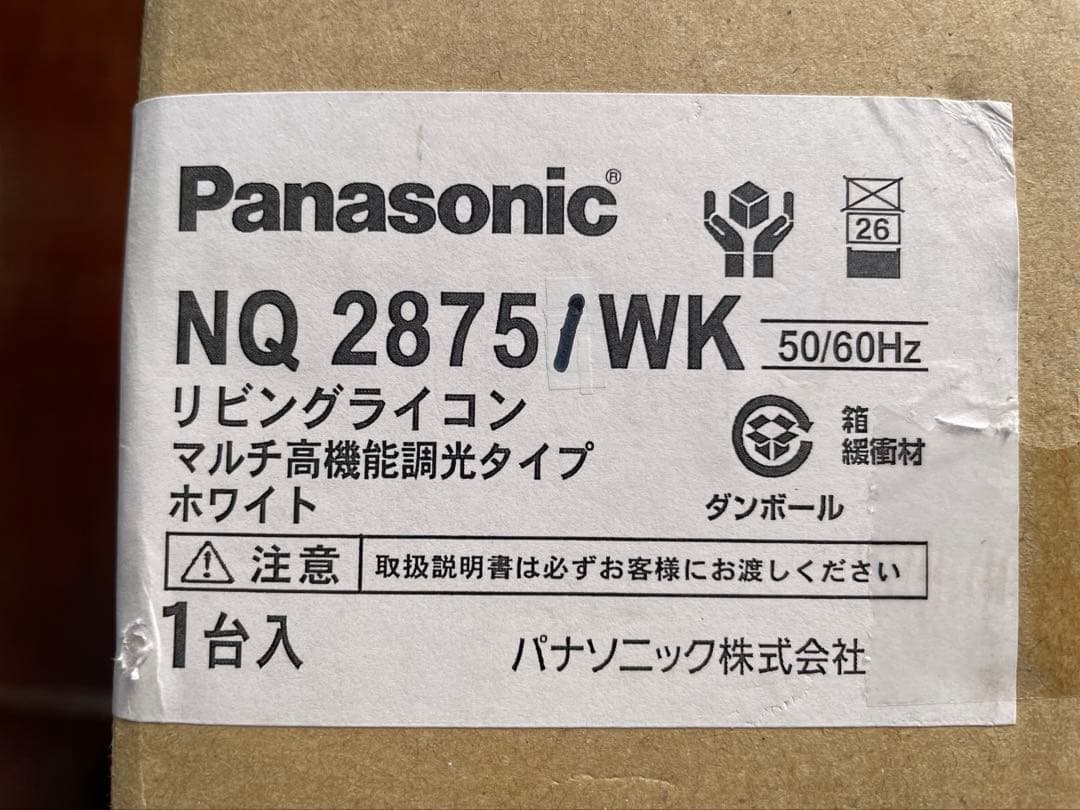 Panasonic®
26
NQ 2875/WK 50/60Hz
リビングライコン
マルチ高機能調光タイプ
ホワイト
箱
緩衝材
ダンボール
注意 取扱説明書は必ずお客様にお渡しください
1台入
パナソニック株式会社